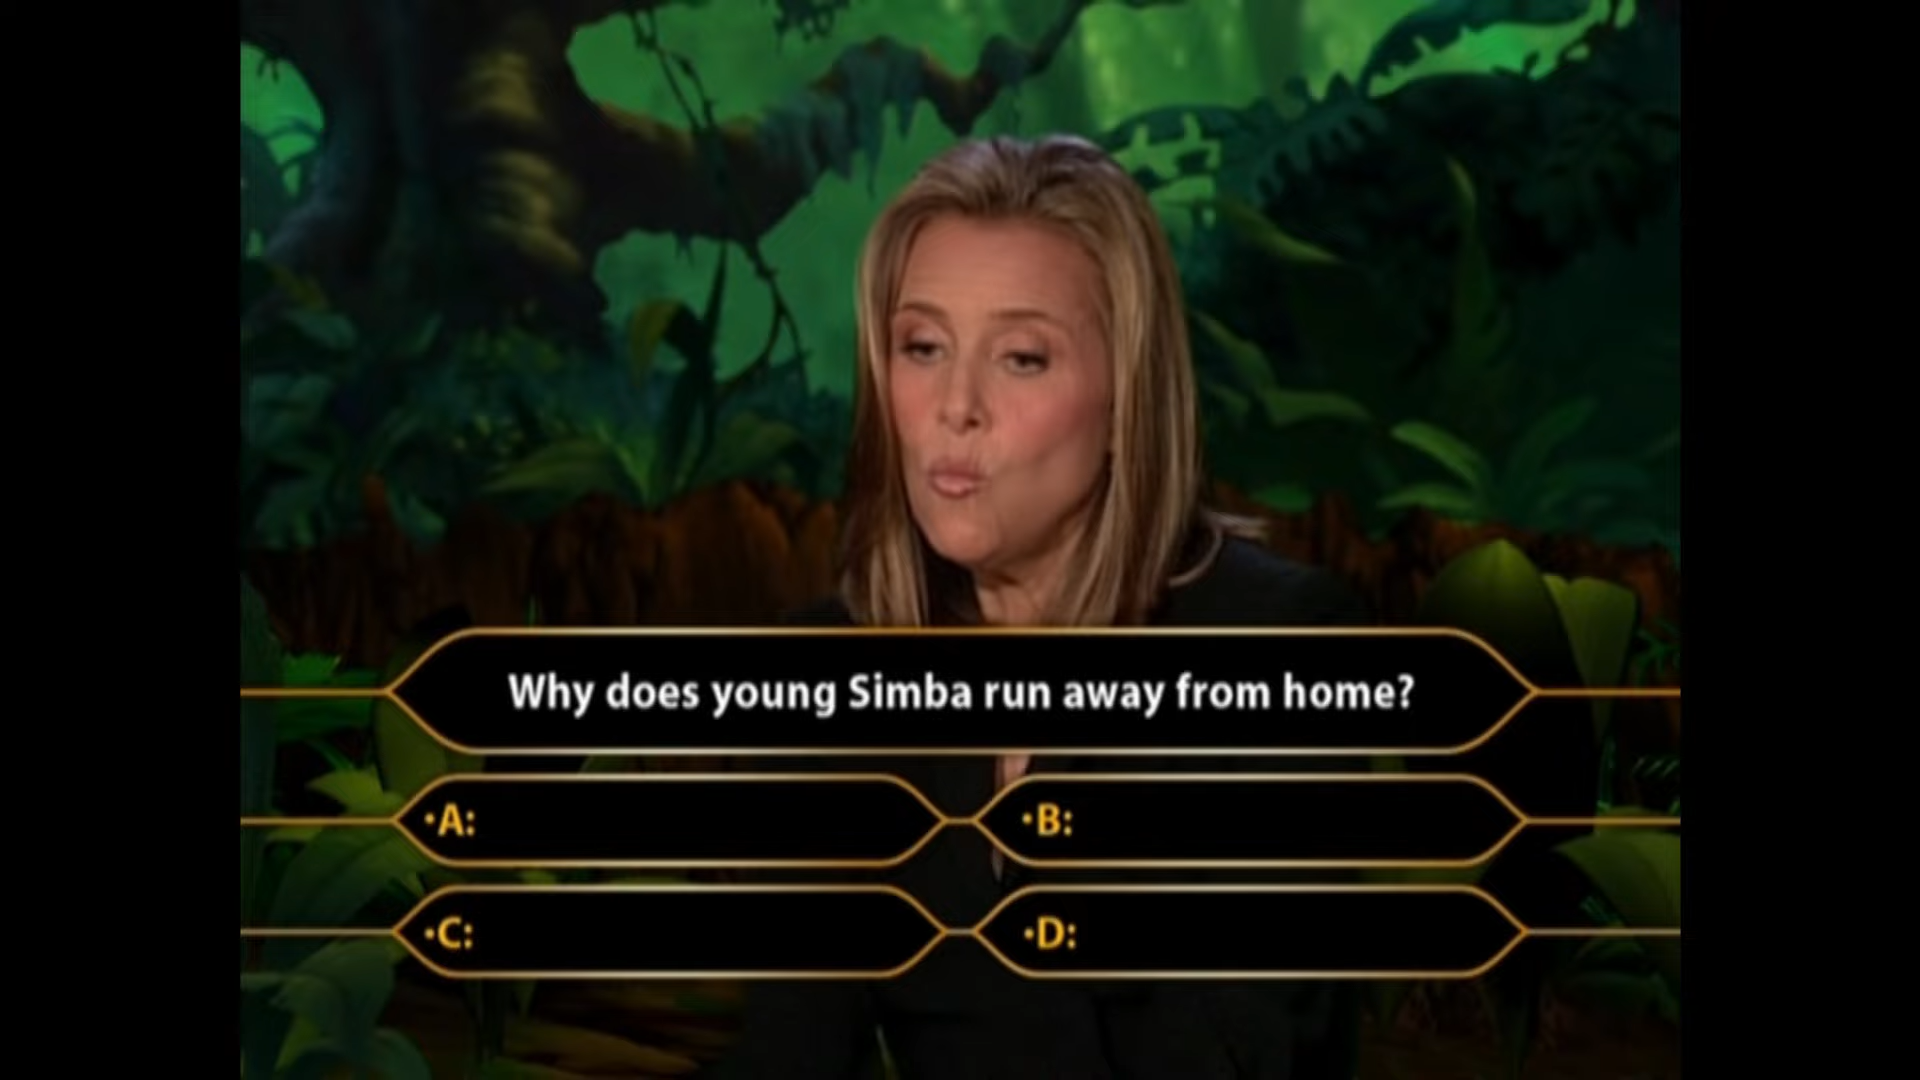 Why does young Simba run away from home?
•A:
•B:
•C:
•D: